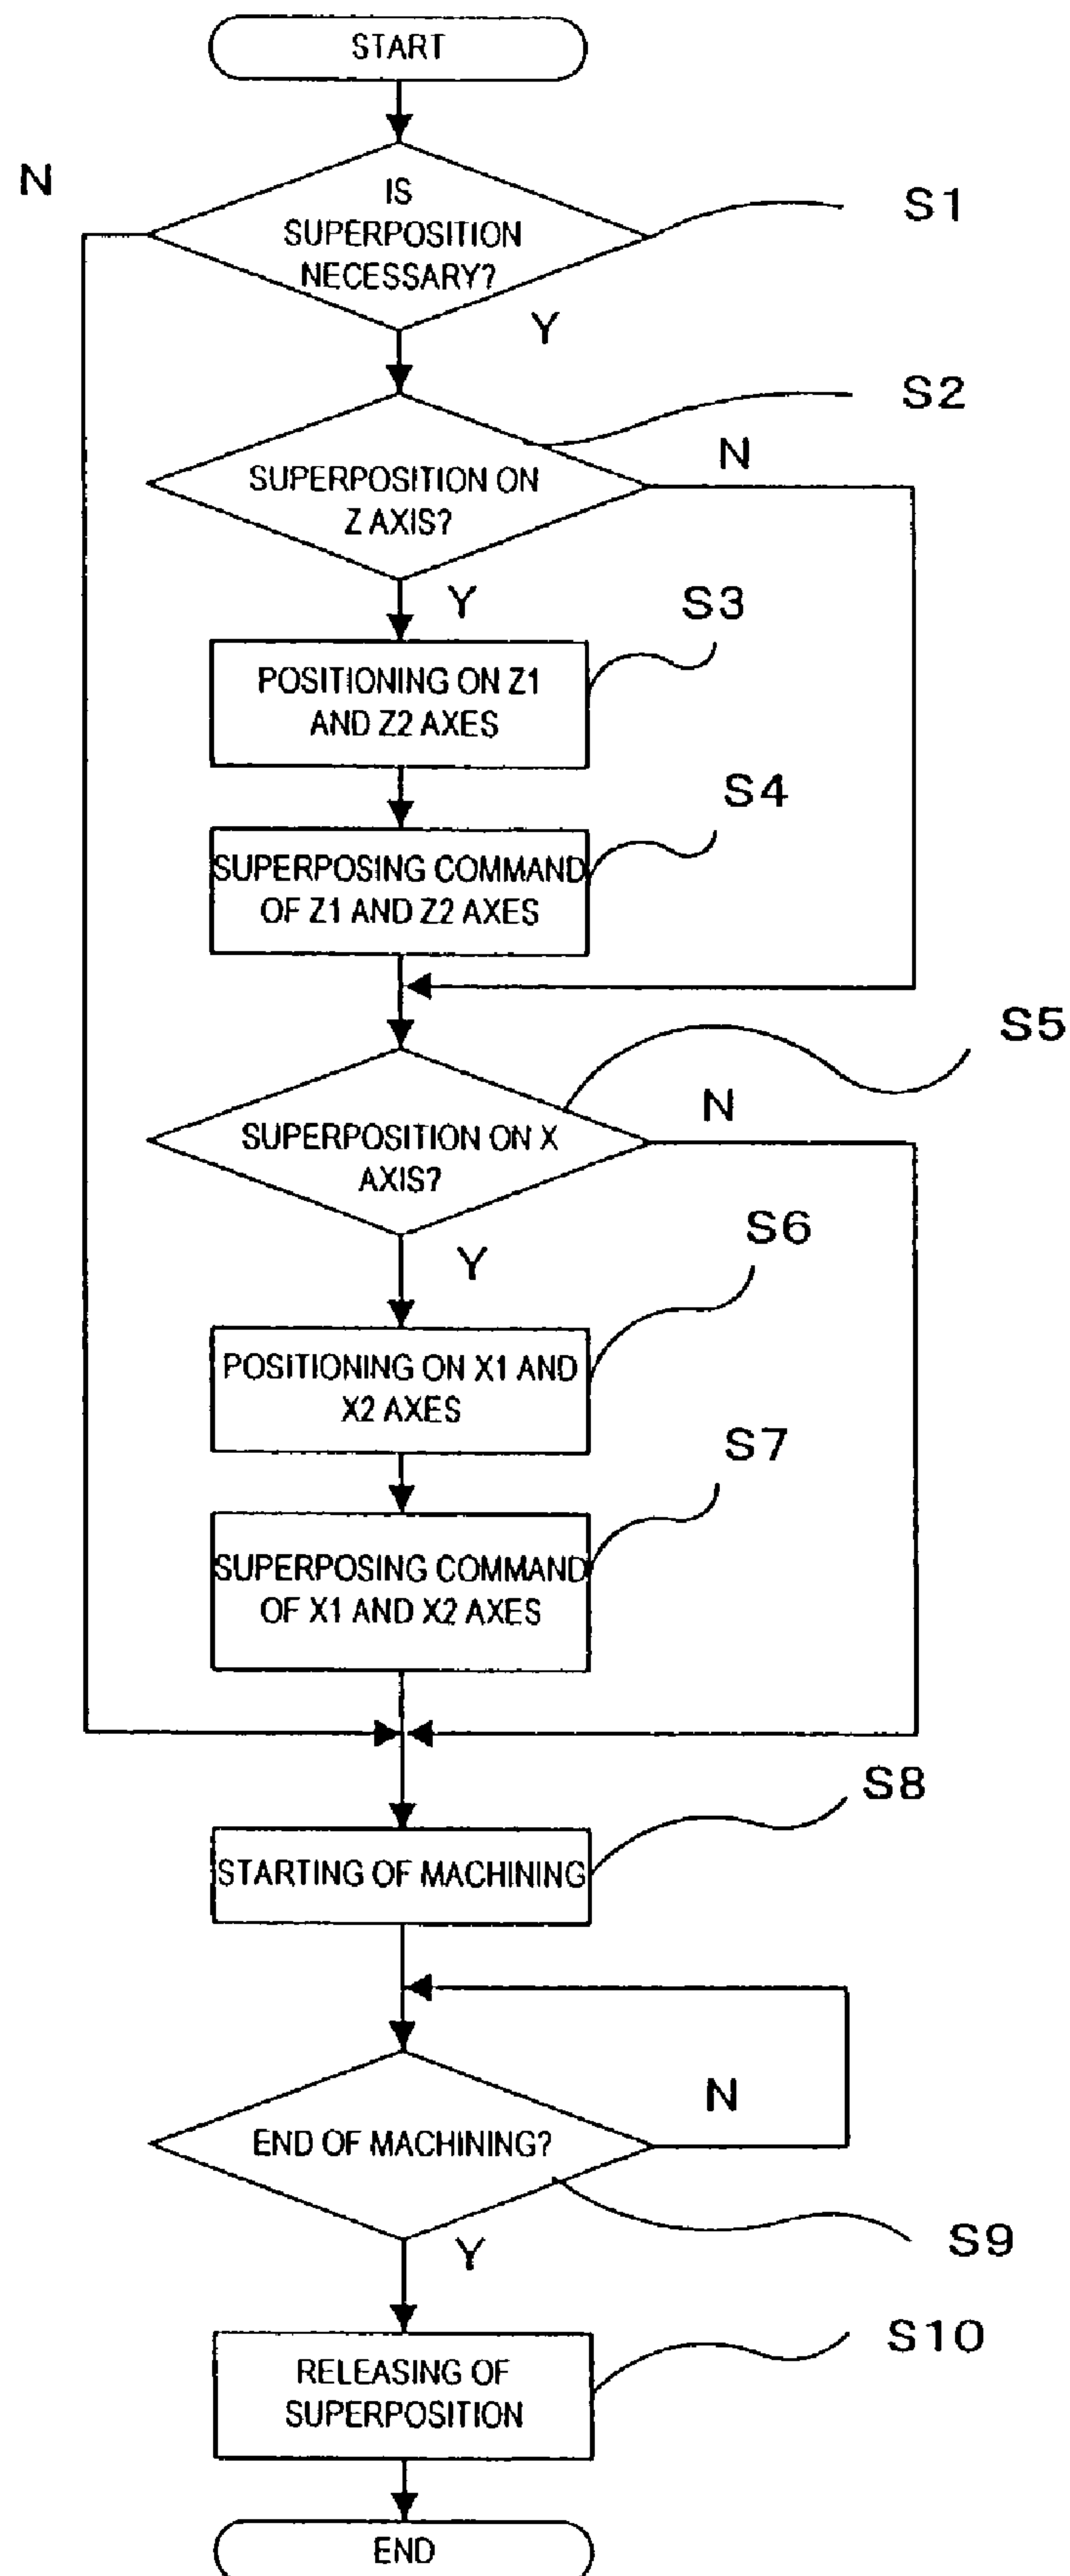 START
N
IS
SUPERPOSITION
NECESSARY?
S1
Y
S2
SUPERPOSITION ON
Z AXIS?
N
Y
S3
POSITIONING ON Z1
AND Z2 AXES
S4
SUPERPOSING COMMAND
OF Z1 AND Z2 AXES
S5
SUPERPOSITION ON X
AXIS?
N
Y
S6
POSITIONING ON X1 AND
X2 AXES
S7
SUPERPOSING COMMAND
OF X1 AND X2 AXES
S8
STARTING OF MACHINING
END OF MACHINING?
N
S9
Y
S10
RELEASING OF
SUPERPOSITION
END